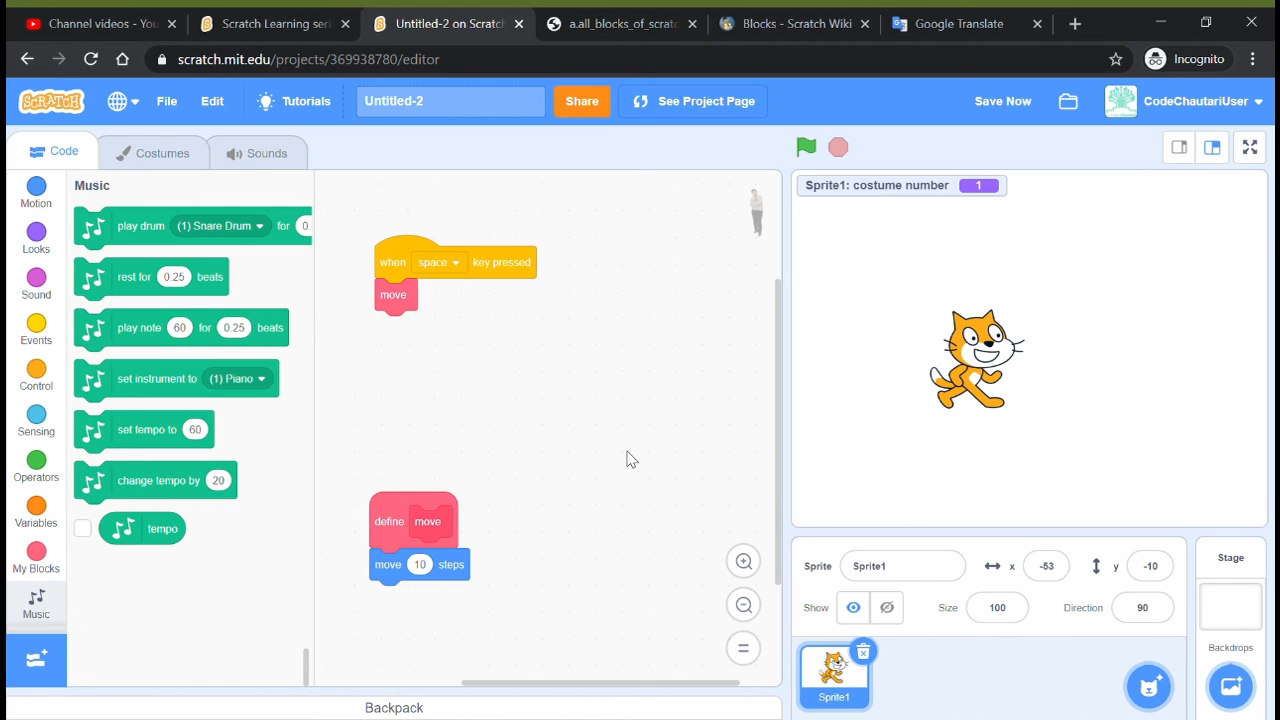 Channel videos - You
Scratch Learning seri
Untitled-2 on Scratch
a.all_blocks_of_scratc
Blocks - Scratch Wiki
Google Translate
scratch.mit.edu/projects/369938780/editor
Incognito
SCRATCH
File
Edit
Tutorials
Untitled-2
Share
See Project Page
Save Now
CodeChautariUser
Code
Costumes
Sounds
Motion
Looks
Sound
Events
Control
Sensing
Operators
Variables
My Blocks
Music
Music
play drum (1) Snare Drum for 0.
rest for 0.25 beats
play note 60 for 0.25 beats
set instrument to (1) Piano
set tempo to 60
change tempo by 20
tempo
when space key pressed
move
define move
move 10 steps
Backpack
Sprite1: costume number 1
Sprite Sprite1 x -53 y -10
Show Size 100 Direction 90
Sprite1
Stage
Backdrops